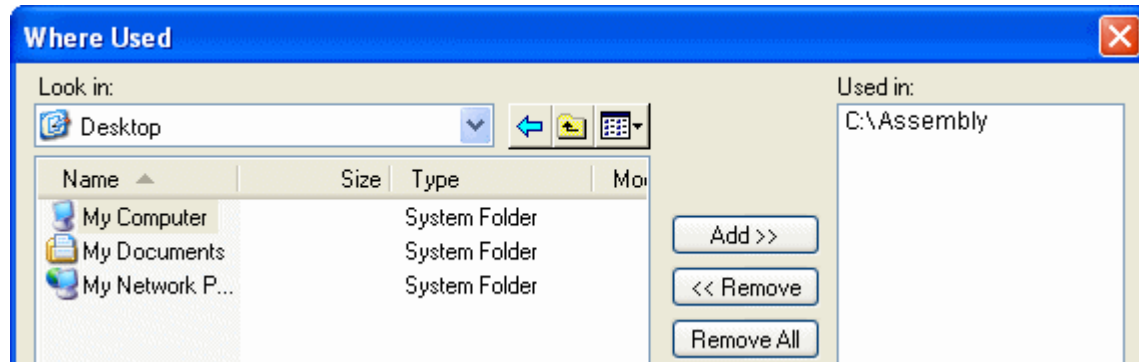 Where Used
Look in:
Used in:
Desktop
C:\Assembly
Name Size Type
My Computer System Folder
My Documents System Folder
My Network P... System Folder
Add >>
<< Remove
Remove All